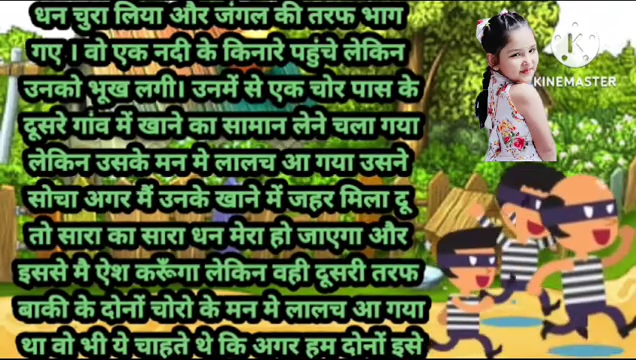 धन चुरा लिया और जंगल की तरफ भाग
गए । वो एक नदी के किनारे पहुंचे लेकिन
उनको भूख लगी। उनमें से एक चोर पास के
दूसरे गांव में खाने का सामान लेने चला गया
लेकिन उसके मन मे लालच आ गया उसने
सोचा अगर मैं उनके खाने में जहर मिला दू
तो सारा का सारा धन मेरा हो जाएगा और
इससे मै ऐश करूँगा लेकिन वही दूसरी तरफ
बाकी के दोनों चोरो के मन मे लालच आ गया
था वो भी ये चाहते थे कि अगर हम दोनों इसे
K
KINEMASTER